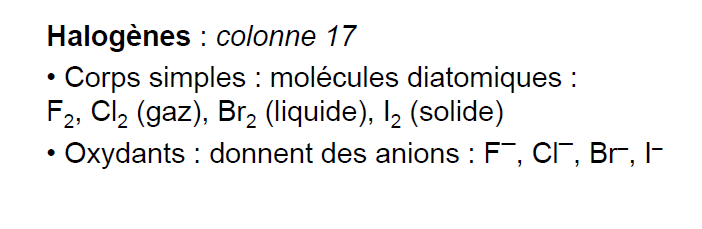 Halogènes : colonne 17
• Corps simples : molécules diatomiques :
F₂, Cl₂ (gaz), Br₂ (liquide), I₂ (solide)
• Oxydants : donnent des anions : F⁻, Cl⁻, Br⁻, I⁻